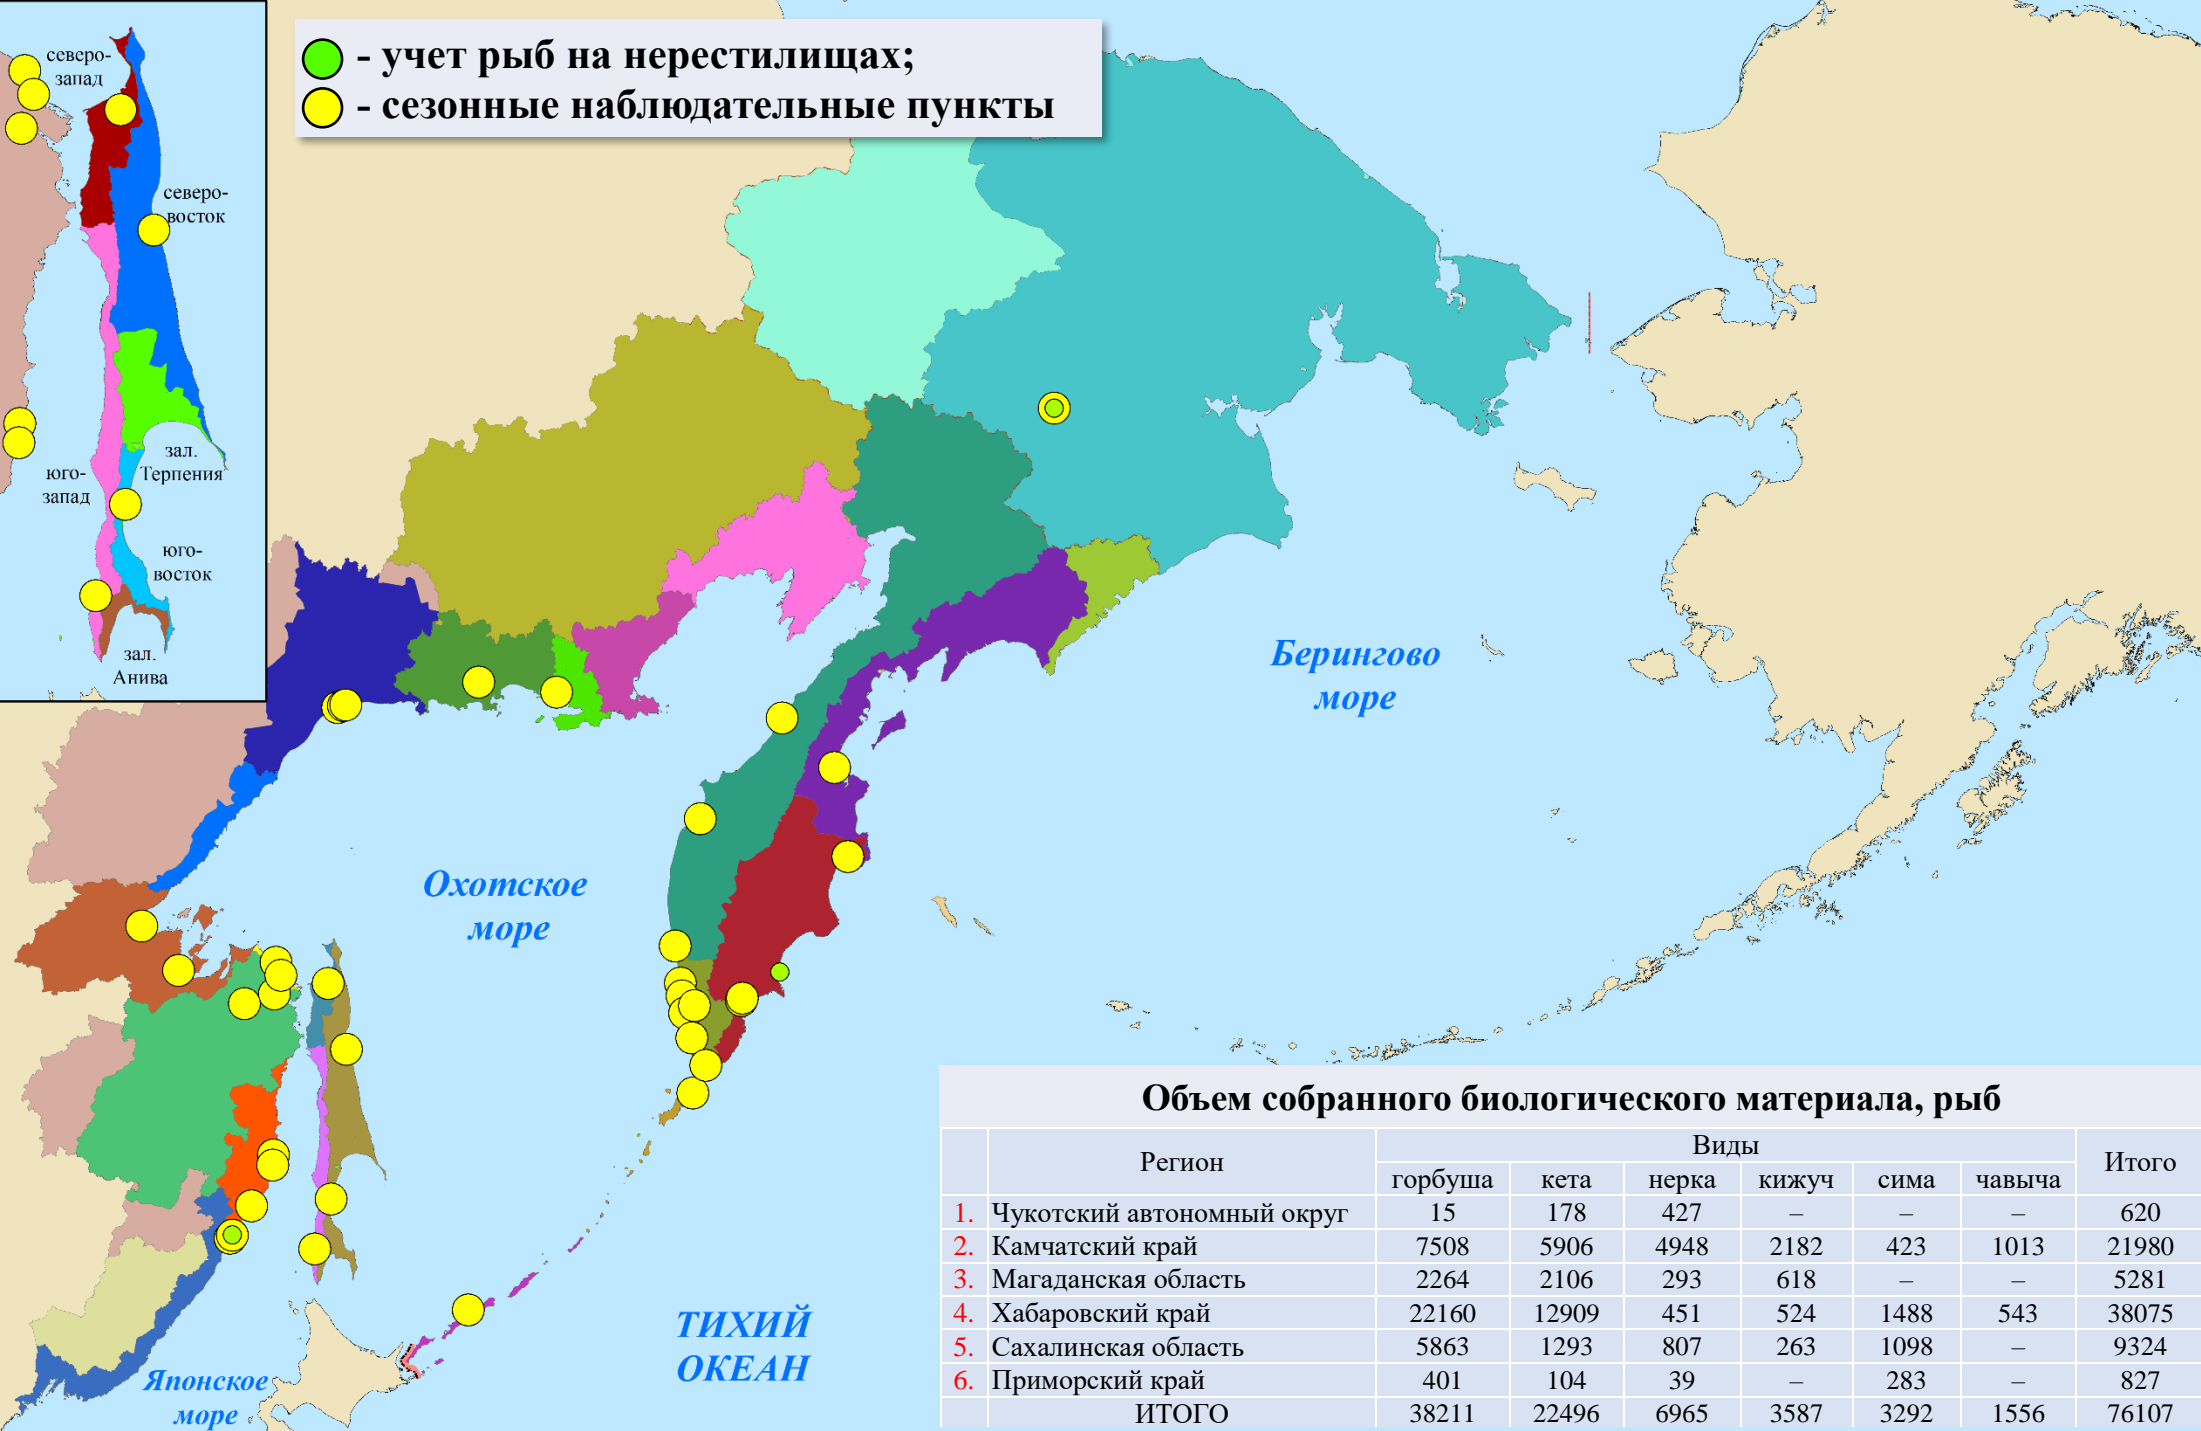 - учет рыб на нерестилищах;
- сезонные наблюдательные пункты
северо-
запад
северо-
восток
зал.
Терпения
юго-
запад
юго-
восток
зал.
Анива
Берингово
море
Охотское
море
ТИХИЙ
ОКЕАН
Японское
море
Объем собранного биологического материала, рыб
Регион Виды Итого
горбуша кета нерка кижуч сима чавыча
1. Чукотский автономный округ 15 178 427 – – – 620
2. Камчатский край 7508 5906 4948 2182 423 1013 21980
3. Магаданская область 2264 2106 293 618 – – 5281
4. Хабаровский край 22160 12909 451 524 1488 543 38075
5. Сахалинская область 5863 1293 807 263 1098 – 9324
6. Приморский край 401 104 39 – 283 – 827
ИТОГО 38211 22496 6965 3587 3292 1556 76107